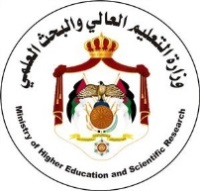 وزارة التعليم العالي والبحث العلمي
Ministry of Higher Education and Scientific Research